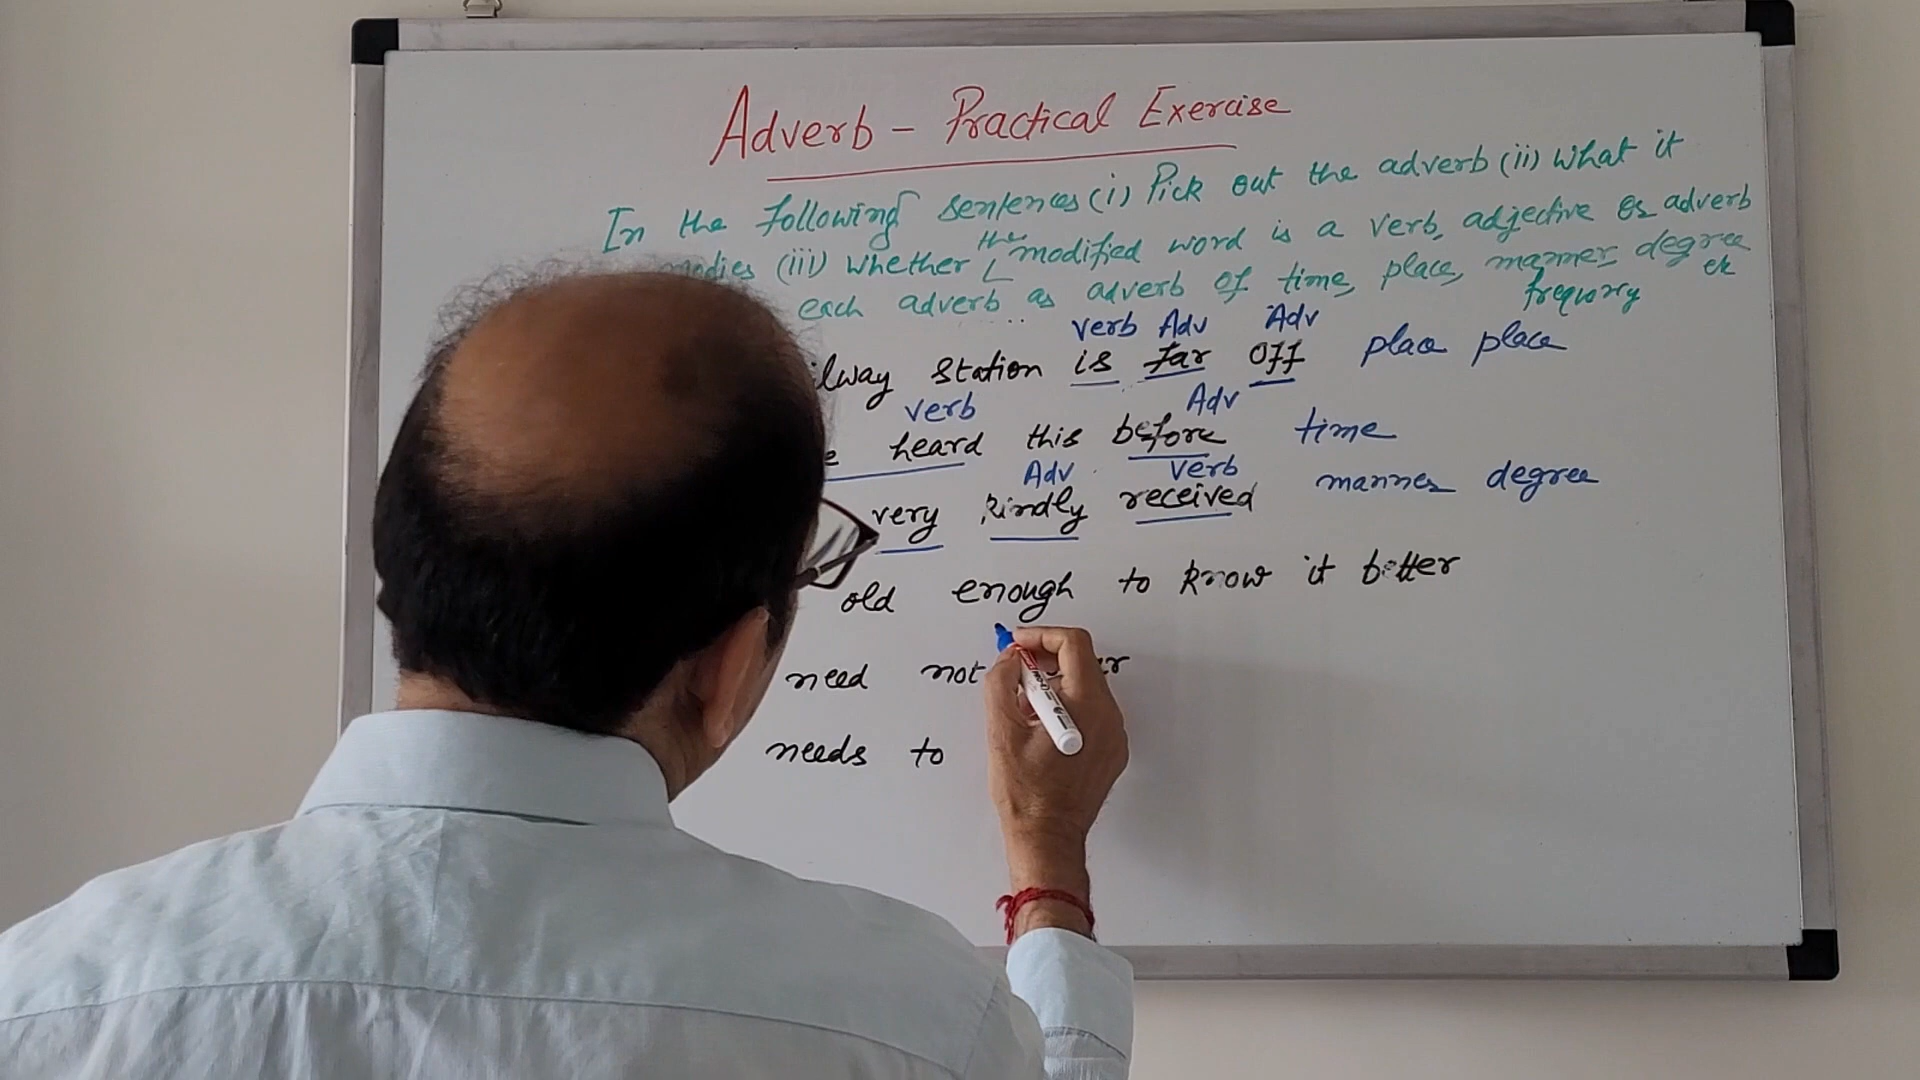 Adverb - Practical Exercise
In the following sentences (i) Pick out the adverb (ii) What it
(iii) Whether the modified word is a verb, adjective or adverb
each adverb as adverb of time, place, manner, degree
or
frequency
verb Adv Adv
station is far off place place
verb Adv
heard this before time
Adv verb
very kindly received manner degree
old enough to know it better
need not
needs to